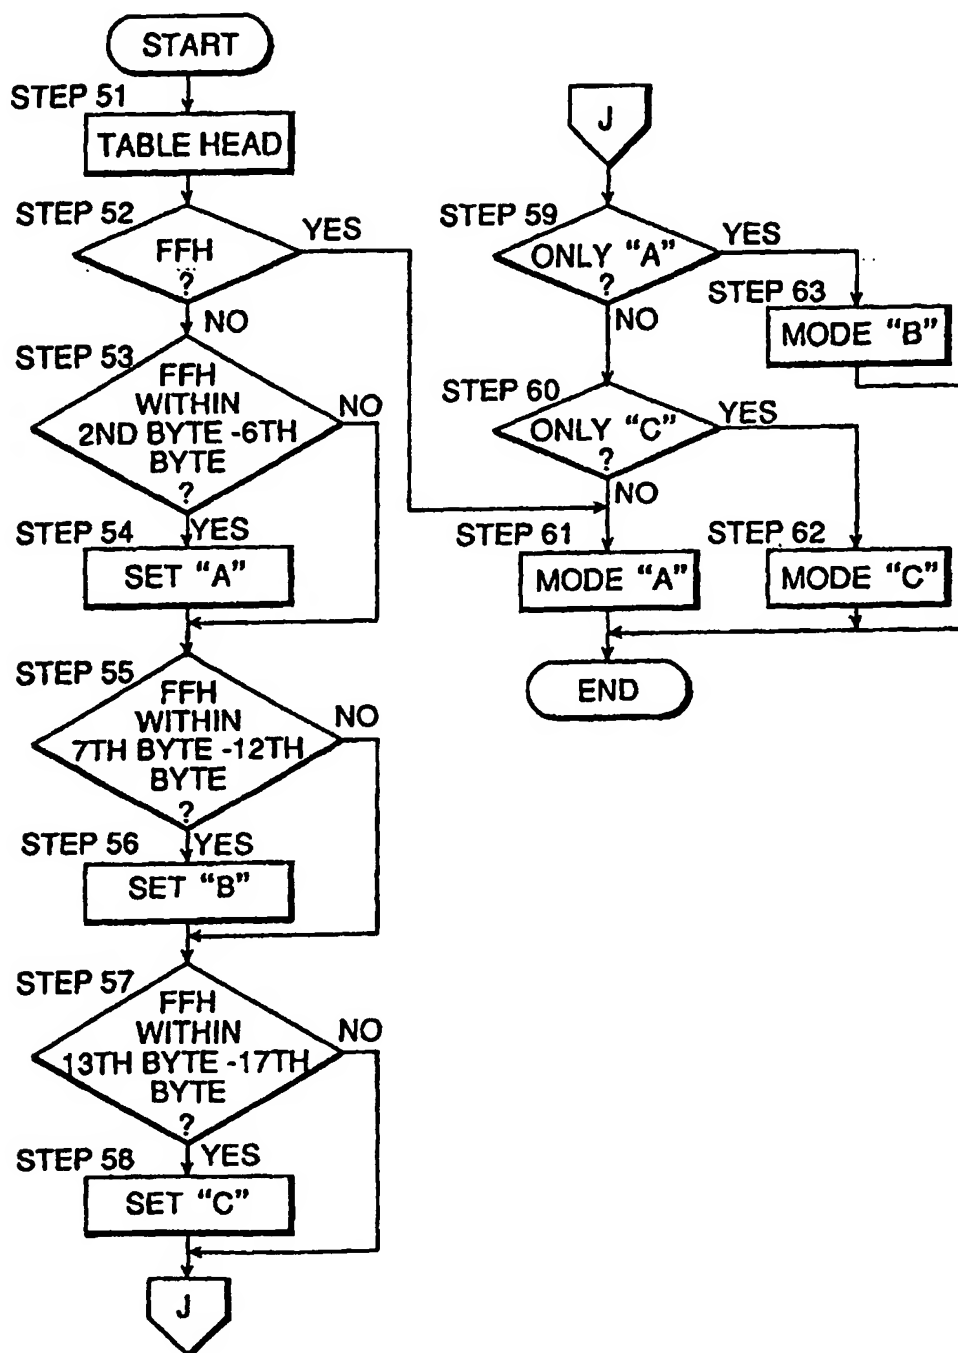 START
STEP 51
TABLE HEAD
STEP 52
FFH
?
YES
NO
STEP 53
FFH
WITHIN
2ND BYTE -6TH
BYTE
?
NO
YES
STEP 54
SET “A”
STEP 55
FFH
WITHIN
7TH BYTE -12TH
BYTE
?
NO
YES
STEP 56
SET “B”
STEP 57
FFH
WITHIN
13TH BYTE -17TH
BYTE
?
NO
YES
STEP 58
SET “C”
J
J
STEP 59
ONLY “A”
?
YES
NO
STEP 63
MODE “B”
STEP 60
ONLY “C”
?
YES
NO
STEP 61
MODE “A”
STEP 62
MODE “C”
END